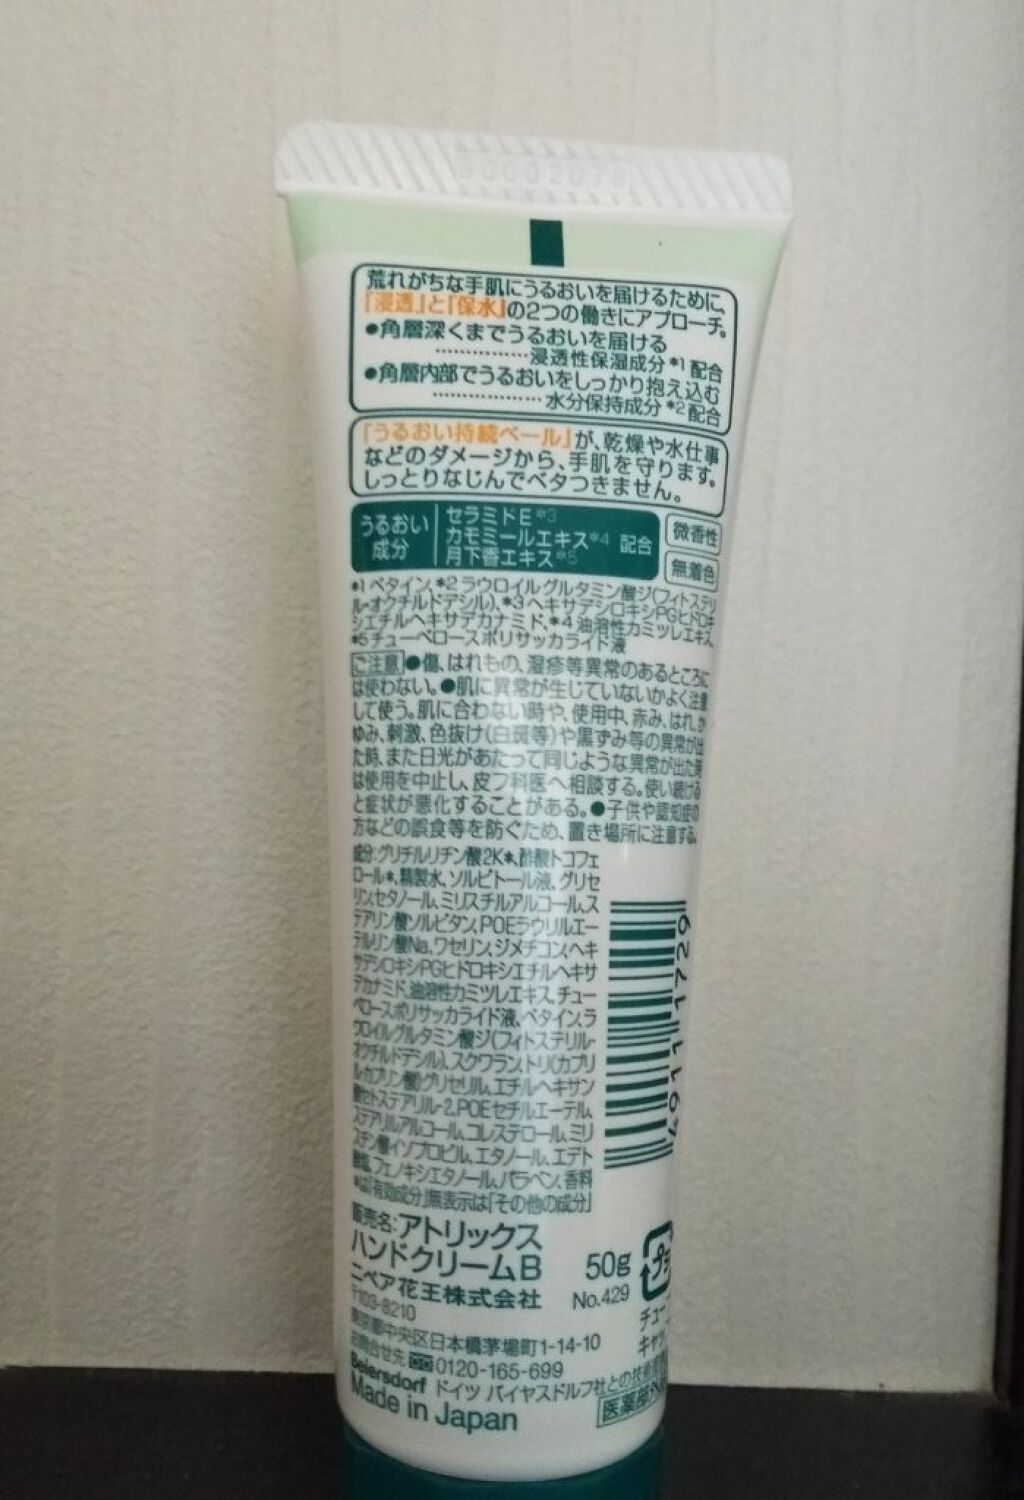 荒れがちな手肌にうるおいを届けるために、
「浸透」と「保水」の2つの働きにアプローチ。
●角層深くまでうるおいを届ける
……………浸透性保湿成分*1配合
●角層内部でうるおいをしっかり抱え込む
……………水分保持成分*2配合
「うるおい持続ベール」が、乾燥や水仕事
などのダメージから、手肌を守ります。
しっとりなじんでベタつきません。
うるおい
成分
セラミドE*3
カモミールエキス*4
月下香エキス*5
配合
微香性
無着色
*1 ベタイン、*2 ラウロイルグルタミン酸ジ(フィトステリ
ル-オクチルドデシル)、*3 ヘキサデシロキシPGヒドロキ
シエチルヘキサデカナミド、*4 油溶性カミツレエキス、
*5 チューベロースポリサッカライド液
ご注意●傷、はれもの、湿疹等異常のあるところに
は使わない。●肌に異常が生じていないかよく注意
して使う。肌に合わない時や、使用中、赤み、はれ、か
ゆみ、刺激、色抜け(白斑等)や黒ずみ等の異常が出
た時、また日光があたって同じような異常が出た時
は使用を中止し、皮フ科医へ相談する。使い続ける
と症状が悪化することがある。●子供や認知症の
方などの誤食等を防ぐため、置き場所に注意する。
成分:グリチルリチン酸2K*、酢酸トコフェ
ロール*、精製水、ソルビトール液、グリセ
リン、セタノール、ミリスチルアルコール、ス
テアリン酸ソルビタン、POEラウリルエー
テルリン酸Na、ワセリン、ジメチコン、ヘキ
サデシロキシPGヒドロキシエチルヘキサ
デカナミド、油溶性カミツレエキス、チュー
ベロースポリサッカライド液、ベタイン、ラ
ウロイルグルタミン酸ジ(フィトステリル-
オクチルドデシル)、スクワラン、トリ(カプリ
ル・カプリン酸)グリセリル、エチルヘキサン
酸セトステアリル-2、POEセチルエーテル、
ステアリルアルコール、コレステロール、ミリ
スチン酸イソプロピル、エタノール、エデト
酸塩、フェノキシエタノール、パラベン、香料
*は「有効成分」無表示は「その他の成分」
販売名:アトリックス
ハンドクリームB
50g
ニベア花王株式会社
No.429
〒103-8210
東京都中央区日本橋茅場町1-14-10
お問合せ先 0120-165-699
Beiersdorf ドイツ バイヤスドルフ社との技術
Made in Japan
医薬部外
プラ
チュー
キャッ
4 901111 7729